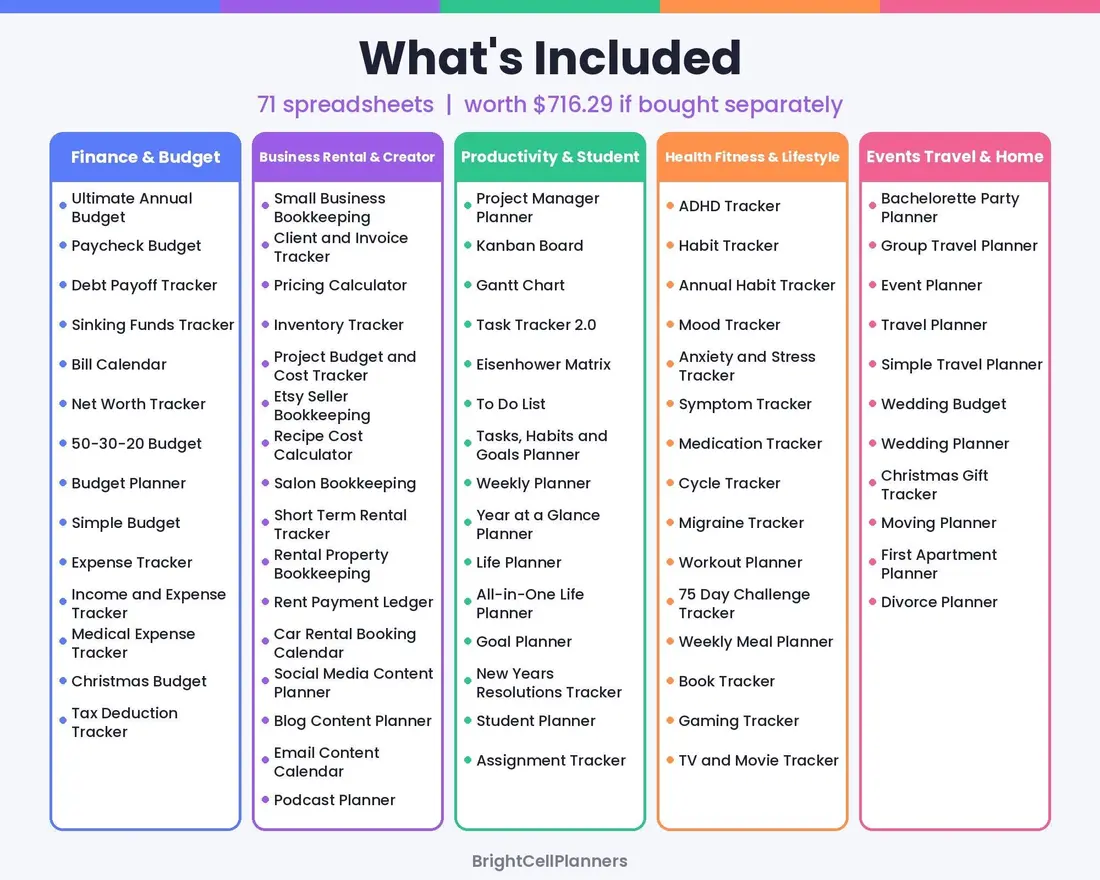 What's Included
71 spreadsheets | worth $716.29 if bought separately
Finance & Budget
Ultimate Annual
Budget
Paycheck Budget
Debt Payoff Tracker
Sinking Funds Tracker
Bill Calendar
Net Worth Tracker
50-30-20 Budget
Budget Planner
Simple Budget
Expense Tracker
Income and Expense
Tracker
Medical Expense
Tracker
Christmas Budget
Tax Deduction
Tracker
Business Rental & Creator
Small Business
Bookkeeping
Client and Invoice
Tracker
Pricing Calculator
Inventory Tracker
Project Budget and
Cost Tracker
Etsy Seller
Bookkeeping
Recipe Cost
Calculator
Salon Bookkeeping
Short Term Rental
Tracker
Rental Property
Bookkeeping
Rent Payment Ledger
Car Rental Booking
Calendar
Social Media Content
Planner
Blog Content Planner
Email Content
Calendar
Podcast Planner
Productivity & Student
Project Manager
Planner
Kanban Board
Gantt Chart
Task Tracker 2.0
Eisenhower Matrix
To Do List
Tasks, Habits and
Goals Planner
Weekly Planner
Year at a Glance
Planner
Life Planner
All-in-One Life
Planner
Goal Planner
New Years
Resolutions Tracker
Student Planner
Assignment Tracker
Health Fitness & Lifestyle
ADHD Tracker
Habit Tracker
Annual Habit Tracker
Mood Tracker
Anxiety and Stress
Tracker
Symptom Tracker
Medication Tracker
Cycle Tracker
Migraine Tracker
Workout Planner
75 Day Challenge
Tracker
Weekly Meal Planner
Book Tracker
Gaming Tracker
TV and Movie Tracker
Events Travel & Home
Bachelorette Party
Planner
Group Travel Planner
Event Planner
Travel Planner
Simple Travel Planner
Wedding Budget
Wedding Planner
Christmas Gift
Tracker
Moving Planner
First Apartment
Planner
Divorce Planner
BrightCellPlanners